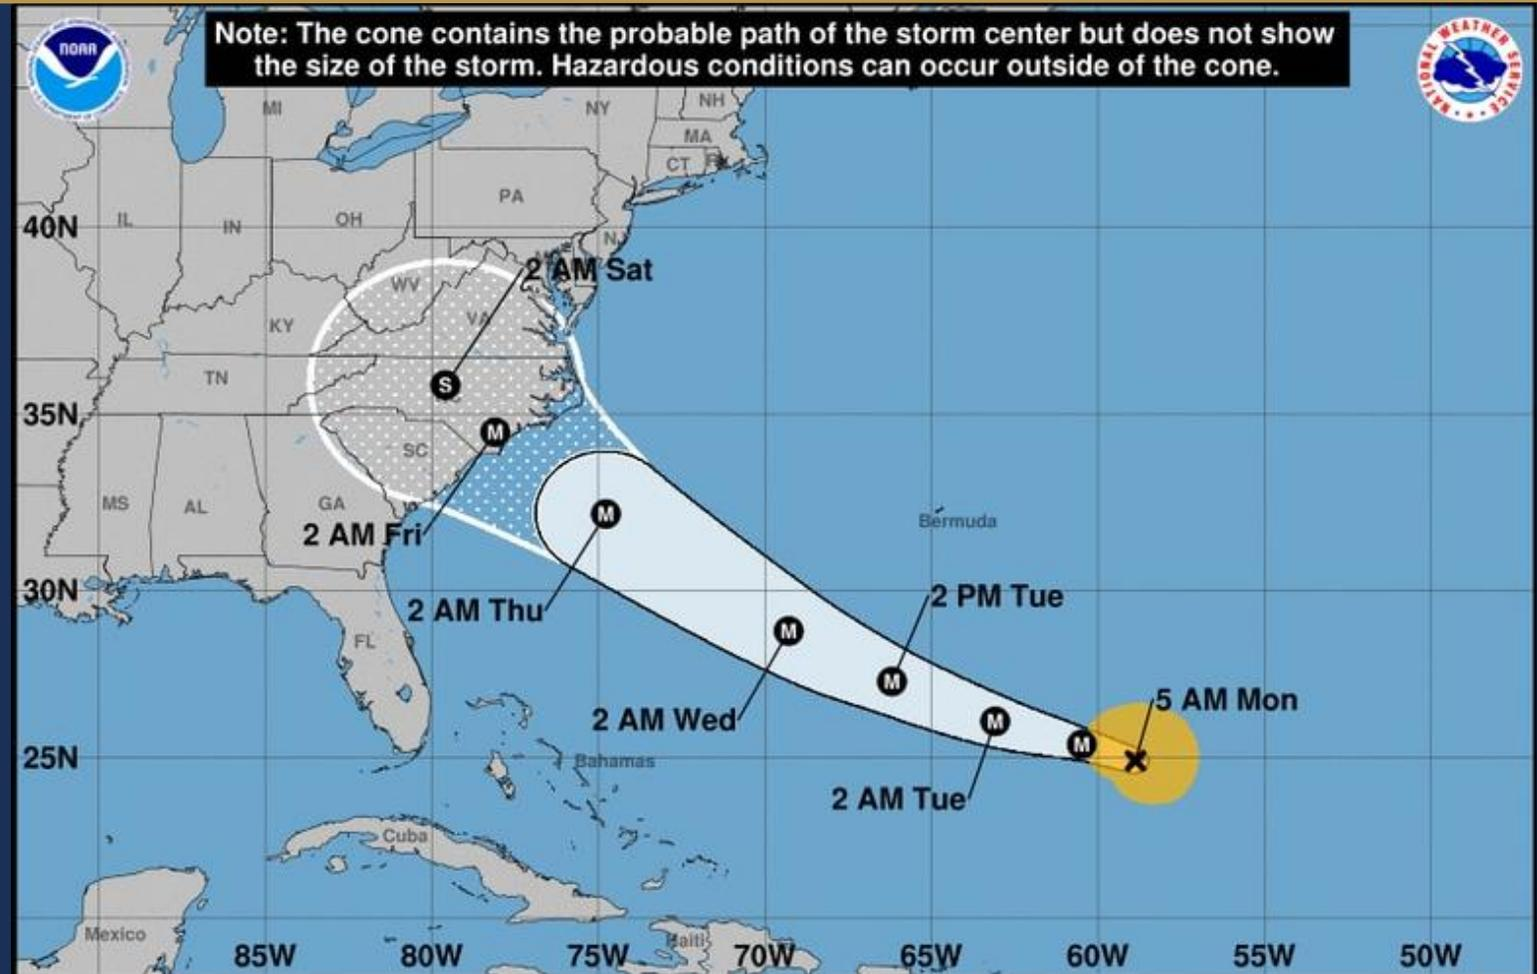 Note: The cone contains the probable path of the storm center but does not show
the size of the storm. Hazardous conditions can occur outside of the cone.
NOAA
NATIONAL WEATHER SERVICE
MI
NY
NH
MA
CT
RI
PA
40N
IL
IN
OH
NJ
2 AM Sat
WV
KY
VA
TN
S
35N
M
SC
MS
AL
GA
M
Bermuda
2 AM Fri
30N
2 AM Thu
2 PM Tue
FL
M
M
5 AM Mon
2 AM Wed
M
M
25N
Bahamas
2 AM Tue
Cuba
Mexico
Haiti
85W
80W
75W
70W
65W
60W
55W
50W